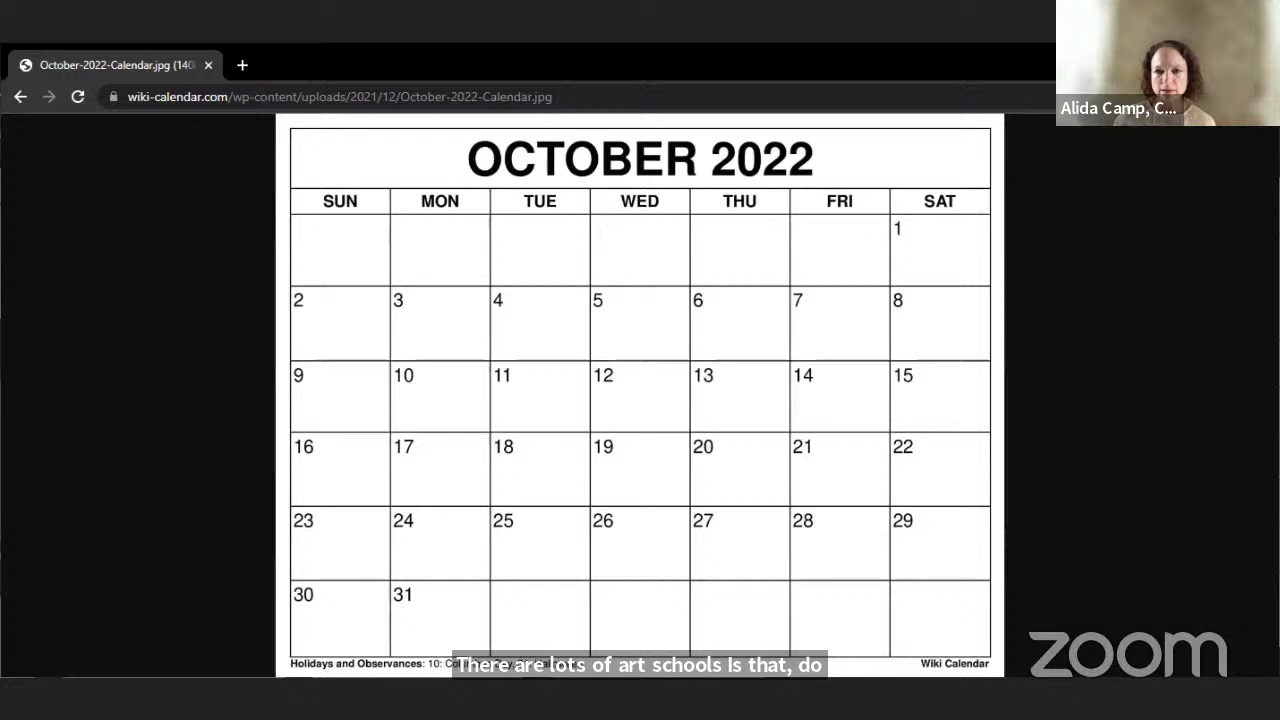 October-2022-Calendar.jpg (140
wiki-calendar.com/wp-content/uploads/2021/12/October-2022-Calendar.jpg
Alida Camp, C...
OCTOBER 2022
SUN MON TUE WED THU FRI SAT
1
2 3 4 5 6 7 8
9 10 11 12 13 14 15
16 17 18 19 20 21 22
23 24 25 26 27 28 29
30 31
Holidays and Observances: 10:
There are lots of art schools Is that, do
Wiki Calendar
zoom